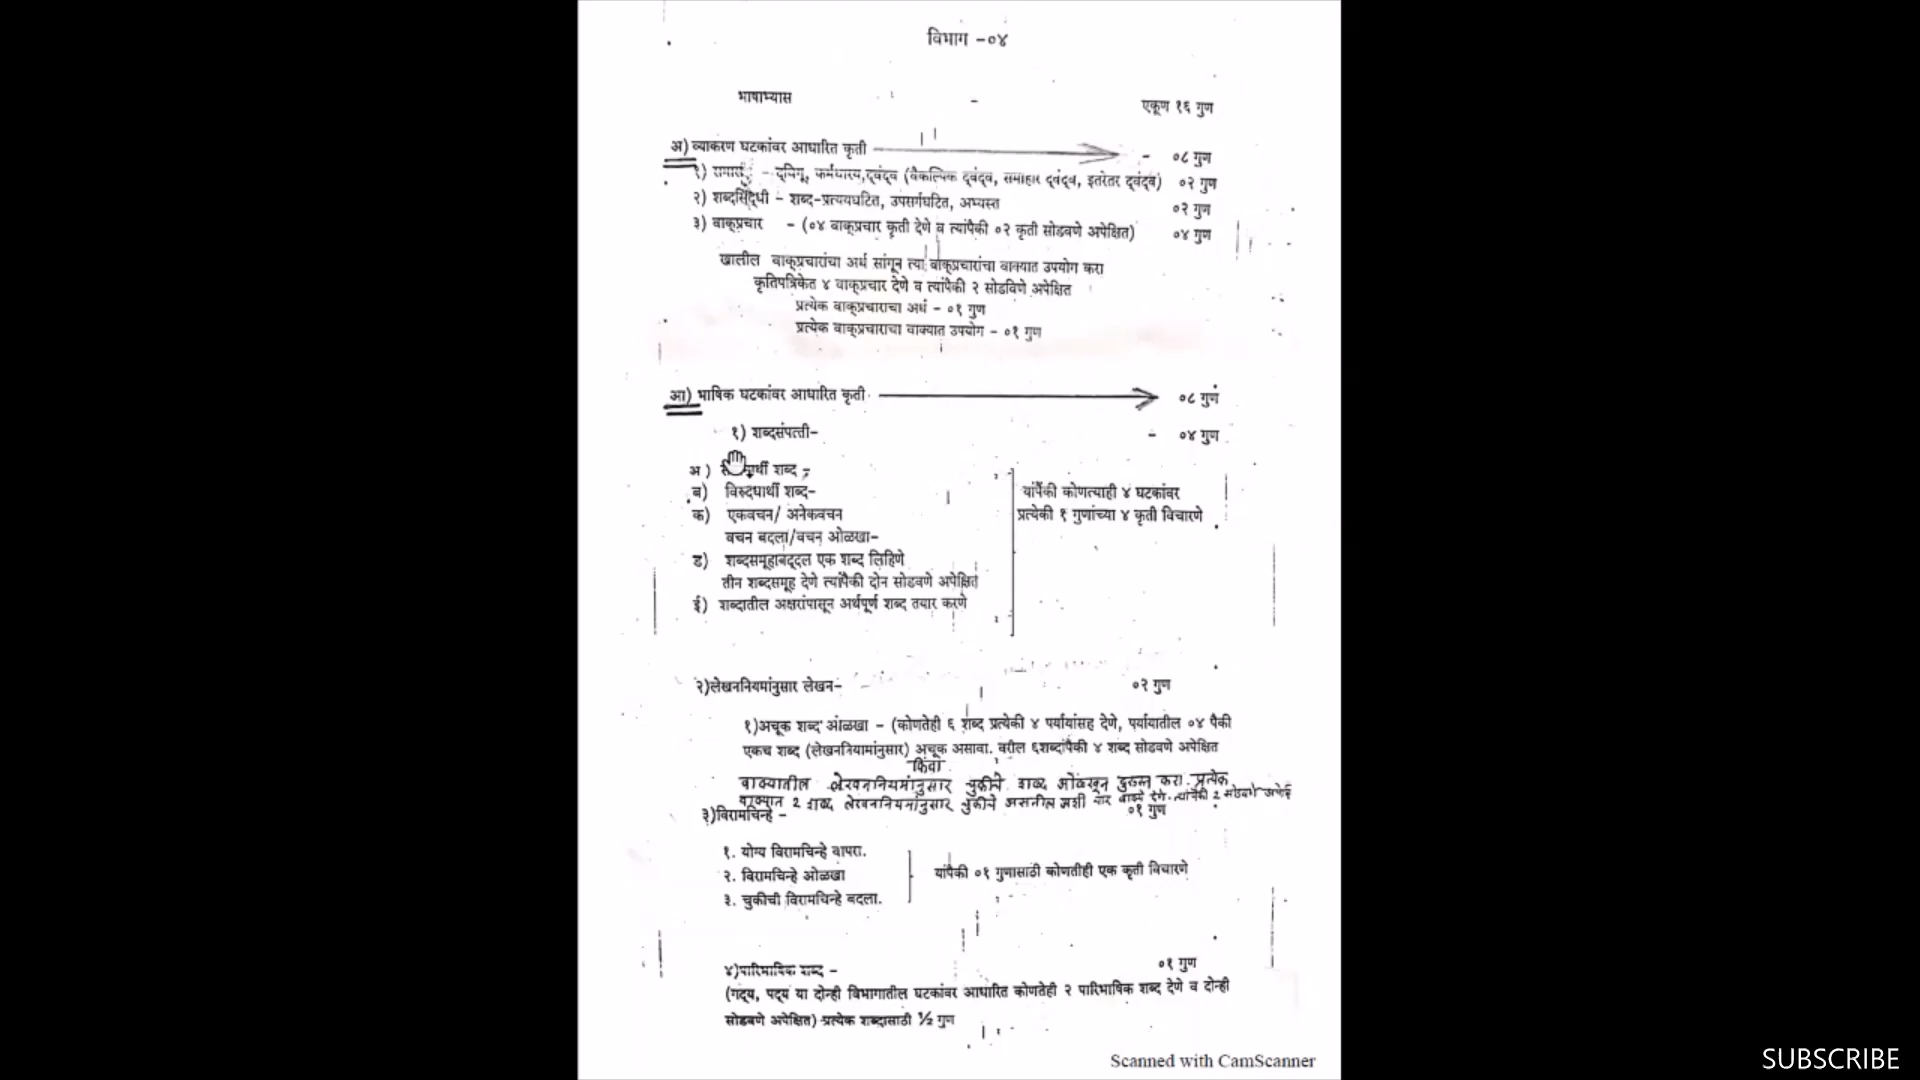 विभाग -०४
भाषाभ्यास - एकूण १६ गुण
अ) व्याकरण घटकांवर आधारित कृती - ०८ गुण
१) समास - द्विगू, कर्मधारय,द्वंद्व (वैकल्पिक द्वंद्व, समाहार द्वंद्व, इतरेतर द्वंद्व) ०२ गुण
२) शब्दसिद्धी - शब्द-प्रत्ययघटित, उपसर्गघटित, अभ्यस्त ०२ गुण
३) वाक्प्रचार - (०४ वाक्प्रचार कृती देणे व त्यांपैकी ०२ कृती सोडवणे अपेक्षित) ०४ गुण
खालील वाक्प्रचारांचा अर्थ सांगून त्या वाक्प्रचारांचा वाक्यात उपयोग करा
कृतिपत्रिकेत ४ वाक्प्रचार देणे व त्यांपैकी २ सोडविणे अपेक्षित
प्रत्येक वाक्प्रचाराचा अर्थ - ०१ गुण
प्रत्येक वाक्प्रचाराचा वाक्यात उपयोग - ०१ गुण
आ) भाषिक घटकांवर आधारित कृती ०८ गुण
१) शब्दसंपत्ती- - ०४ गुण
अ) शब्द -
ब) विरुद्धार्थी शब्द-
क) एकवचन/ अनेकवचन
वचन बदला/वचन ओळखा-
ड) शब्दसमूहाबद्दल एक शब्द लिहिणे
तीन शब्दसमूह देणे त्यांपैकी दोन सोडवणे अपेक्षित
ई) शब्दातील अक्षरांपासून अर्थपूर्ण शब्द तयार करणे
यांपैकी कोणत्याही ४ घटकांवर
प्रत्येकी १ गुणांच्या ४ कृती विचारणे
२)लेखननियमांनुसार लेखन- ०२ गुण
१)अचूक शब्द ओळखा - (कोणतेही ६ शब्द प्रत्येकी ४ पर्यायांसह देणे, पर्यायातील ०४ पैकी
एकच शब्द (लेखननियामांनुसार) अचूक असावा. वरील ६शब्दांपैकी ४ शब्द सोडवणे अपेक्षित
किंवा
वाक्यातील लेखननियमांनुसार चुकीचे शब्द ओळखून दुरुस्त करा. प्रत्येक
वाक्यात 2 शब्द लेखननियमांनुसार चुकीचे असतील अशी चार वाक्ये देणे. त्यांपैकी 2 सोडवणे अपेक्षित
३)विरामचिन्हे - ०१ गुण
१. योग्य विरामचिन्हे वापरा.
२. विरामचिन्हे ओळखा
३. चुकीची विरामचिन्हे बदला.
यांपैकी ०१ गुणासाठी कोणतीही एक कृती विचारणे
४)पारिभाषिक शब्द - ०१ गुण
(गद्य, पद्य या दोन्ही विभागातील घटकांवर आधारित कोणतेही २ पारिभाषिक शब्द देणे व दोन्ही
सोडवणे अपेक्षित) प्रत्येक शब्दासाठी ½ गुण
Scanned with CamScanner
SUBSCRIBE